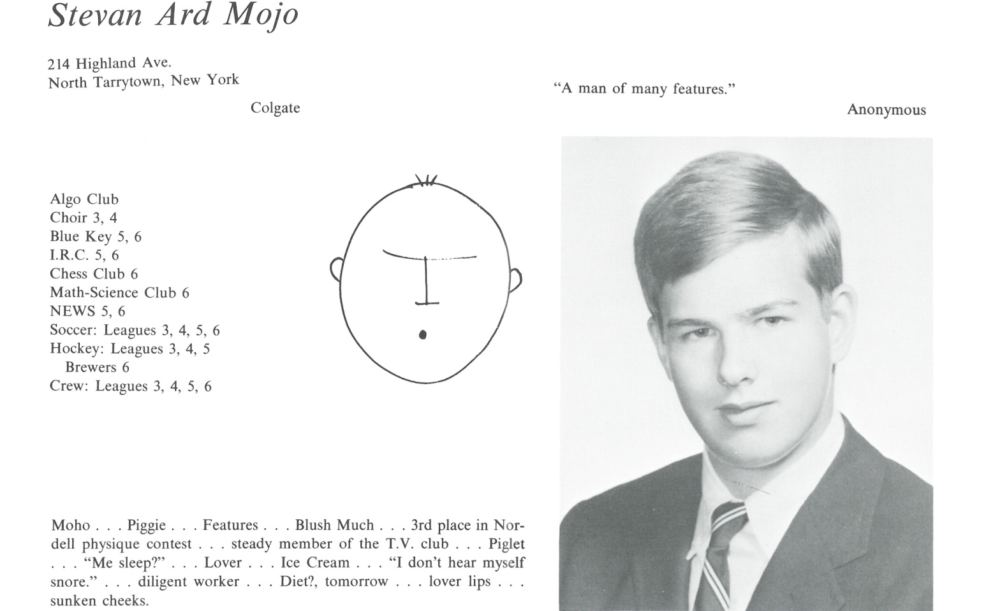 Stevan Ard Mojo
214 Highland Ave.
North Tarrytown, New York
Colgate
“A man of many features.”
Anonymous
Algo Club
Choir 3, 4
Blue Key 5, 6
I.R.C. 5, 6
Chess Club 6
Math-Science Club 6
NEWS 5, 6
Soccer: Leagues 3, 4, 5, 6
Hockey: Leagues 3, 4, 5
Brewers 6
Crew: Leagues 3, 4, 5, 6
Moho . . . Piggie . . . Features . . . Blush Much . . . 3rd place in Nor-
dell physique contest . . . steady member of the T.V. club . . . Piglet
. . . “Me sleep?” . . . Lover . . . Ice Cream . . . “I don’t hear myself
snore.” . . . diligent worker . . . Diet?, tomorrow . . . lover lips . . .
sunken cheeks.